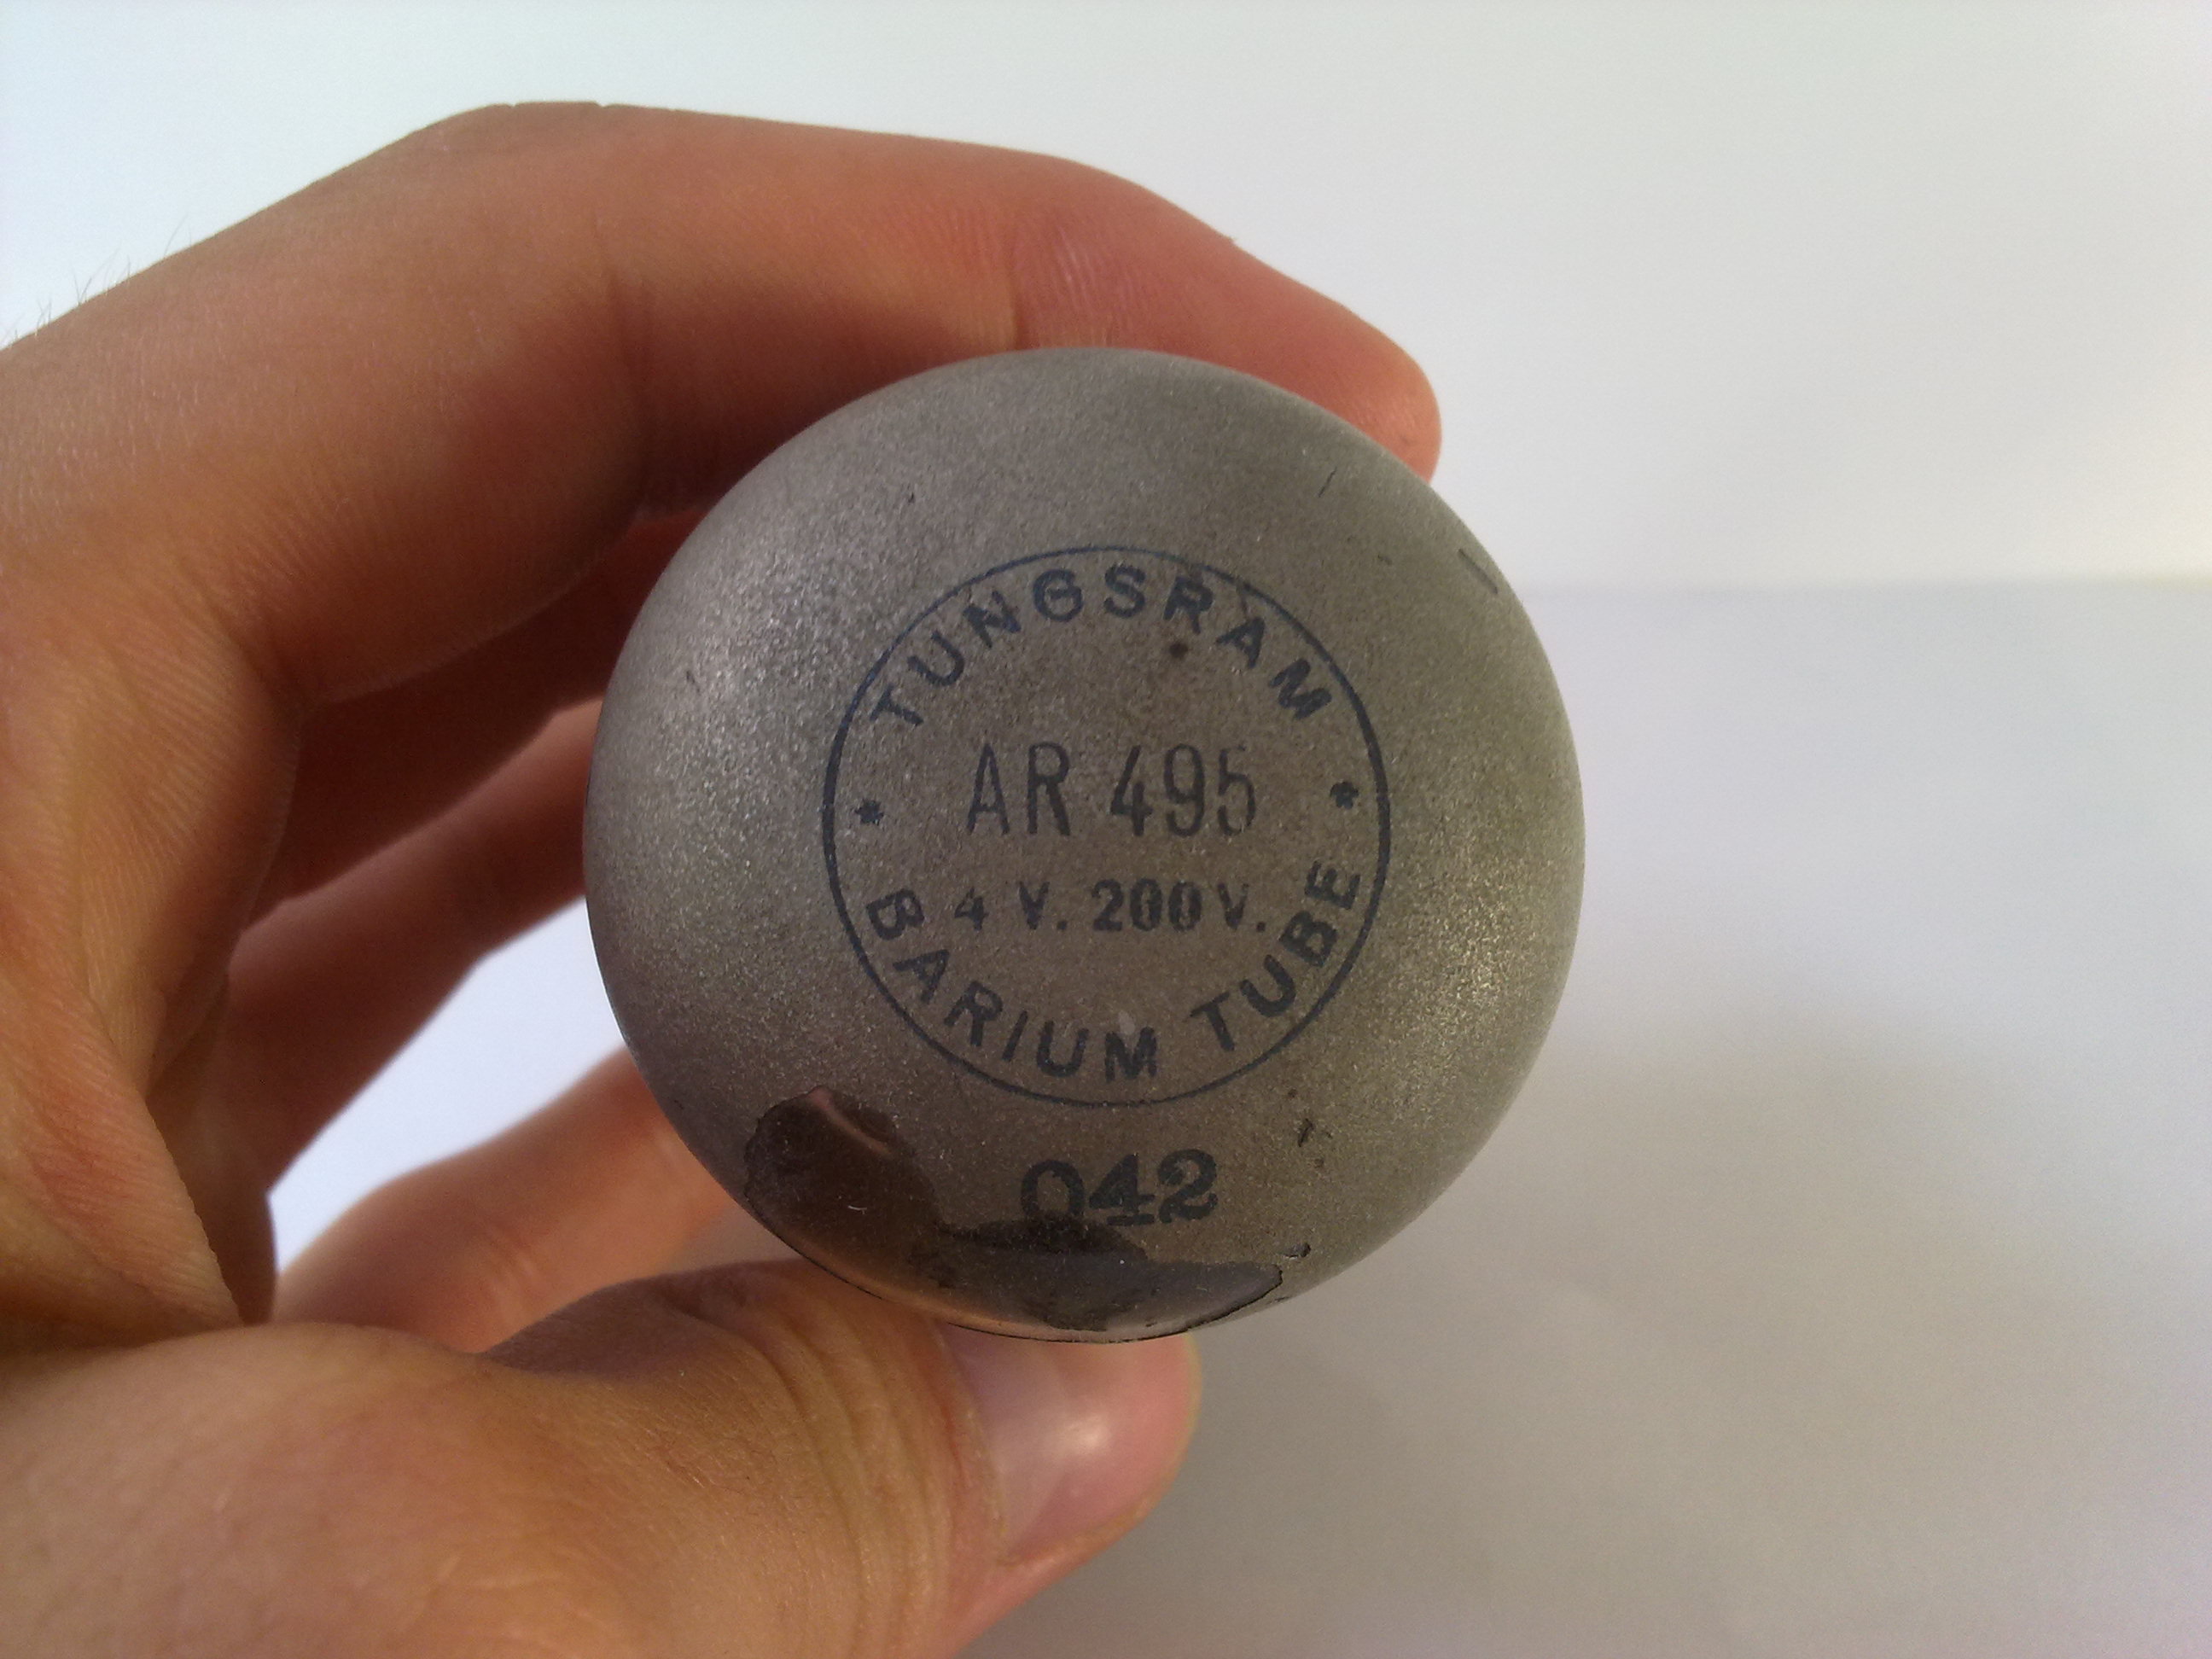 TUNGSRAM
* AR 495 *
4 V. 200 V.
BARIUM TUBE
042